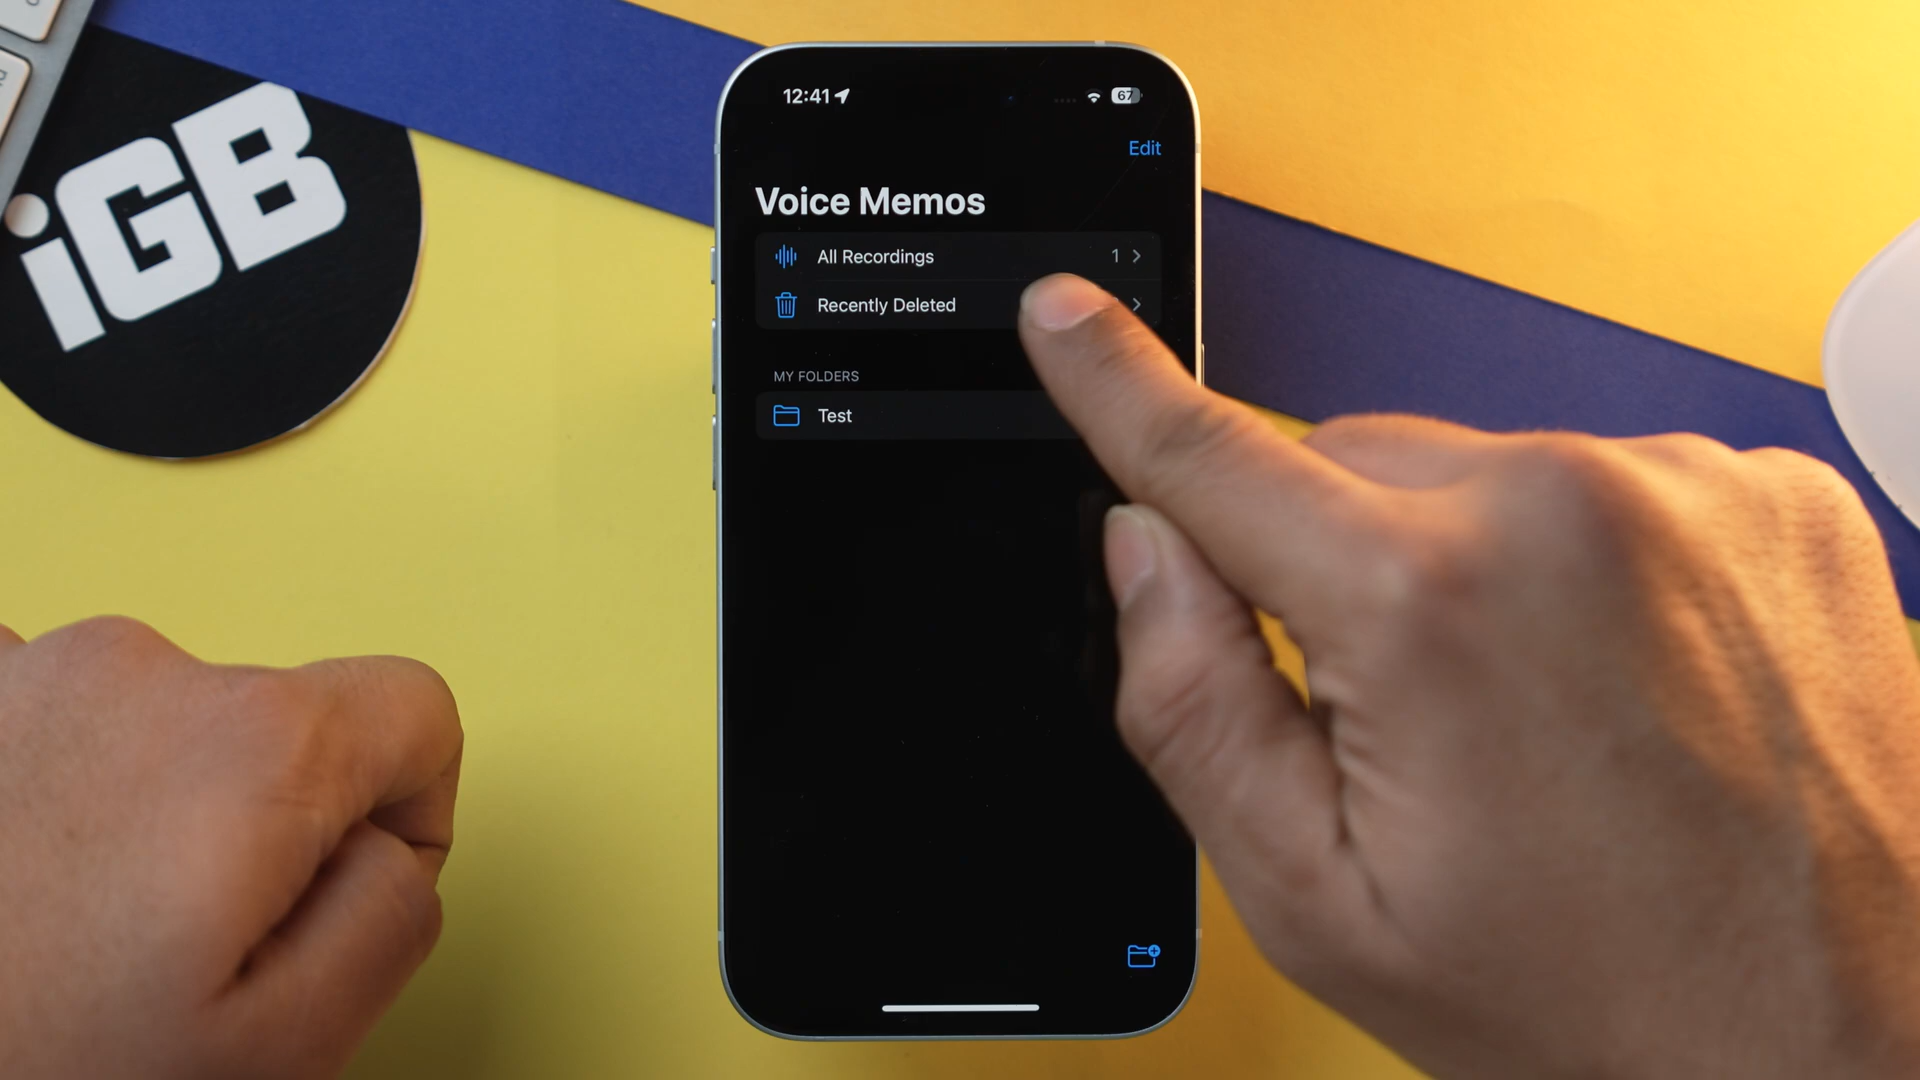 iGB
12:41
67
Edit
Voice Memos
All Recordings 1
Recently Deleted
MY FOLDERS
Test